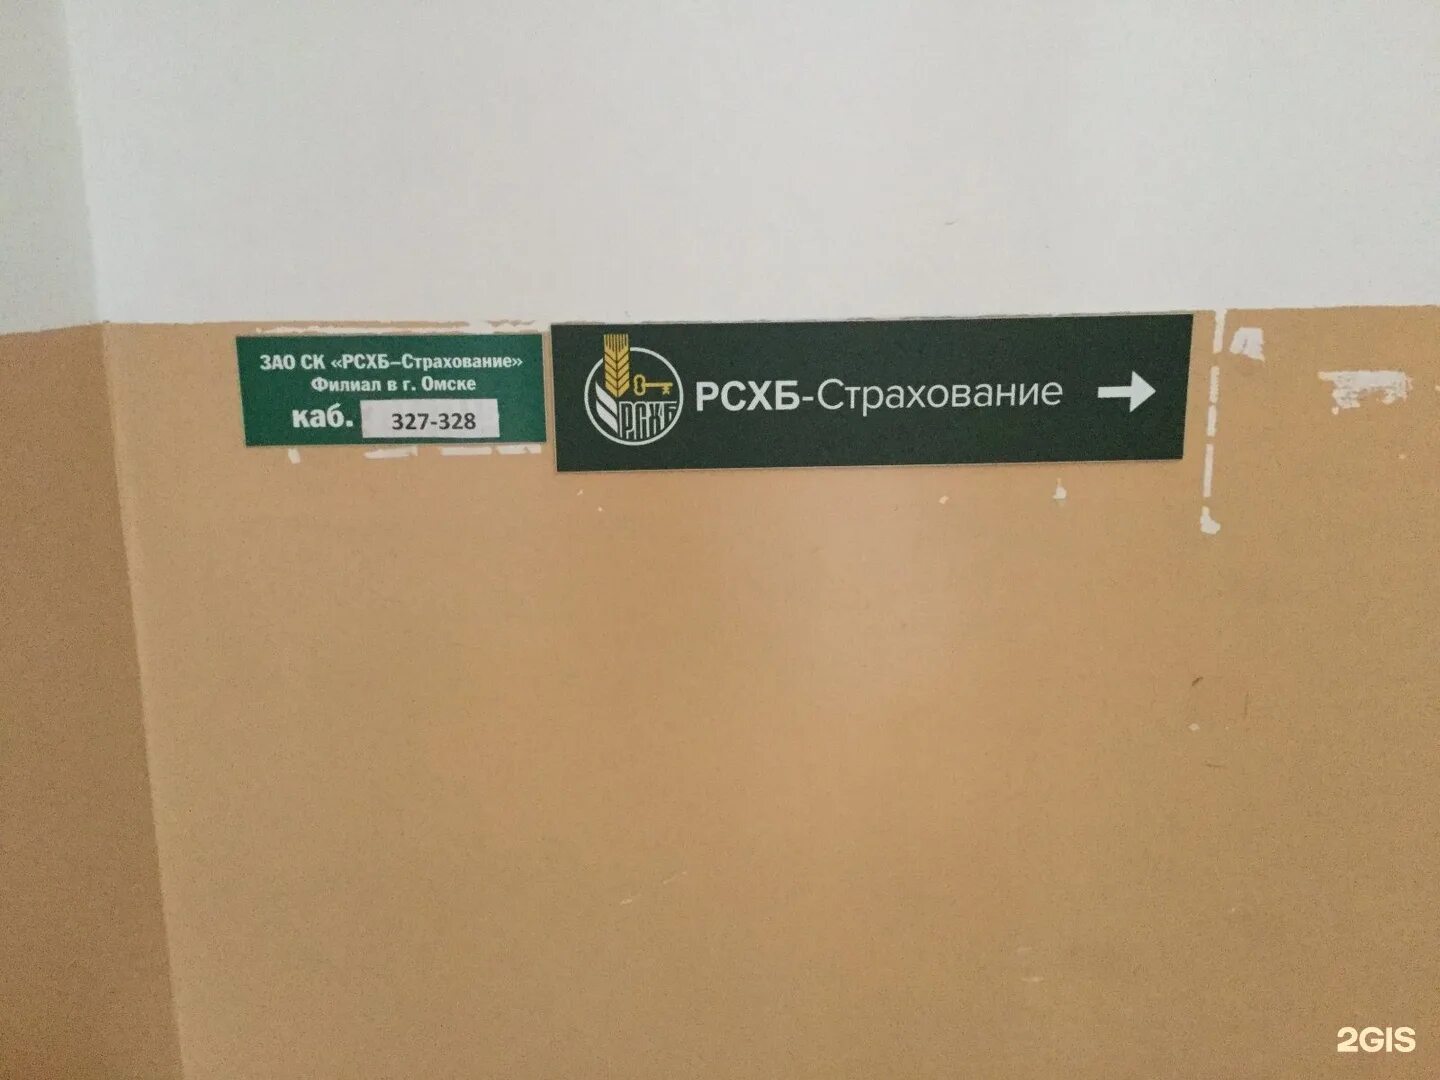 ЗАО СК «РСХБ–Страхование»
Филиал в г. Омске
каб. 327-328
РСХБ
РСХБ-Страхование
2GIS